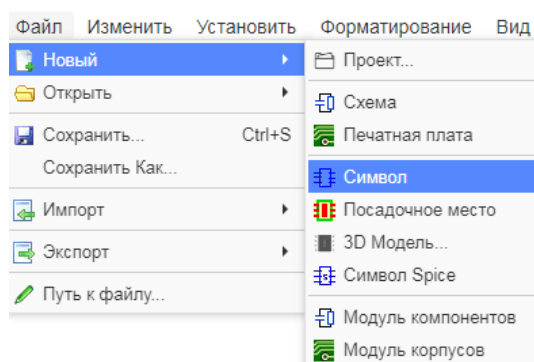 Файл Изменить Установить Форматирование Вид
Новый
Открыть
Сохранить... Ctrl+S
Сохранить Как...
Импорт
Экспорт
Путь к файлу...
Проект...
Схема
Печатная плата
Символ
Посадочное место
3D Модель...
Символ Spice
Модуль компонентов
Модуль корпусов